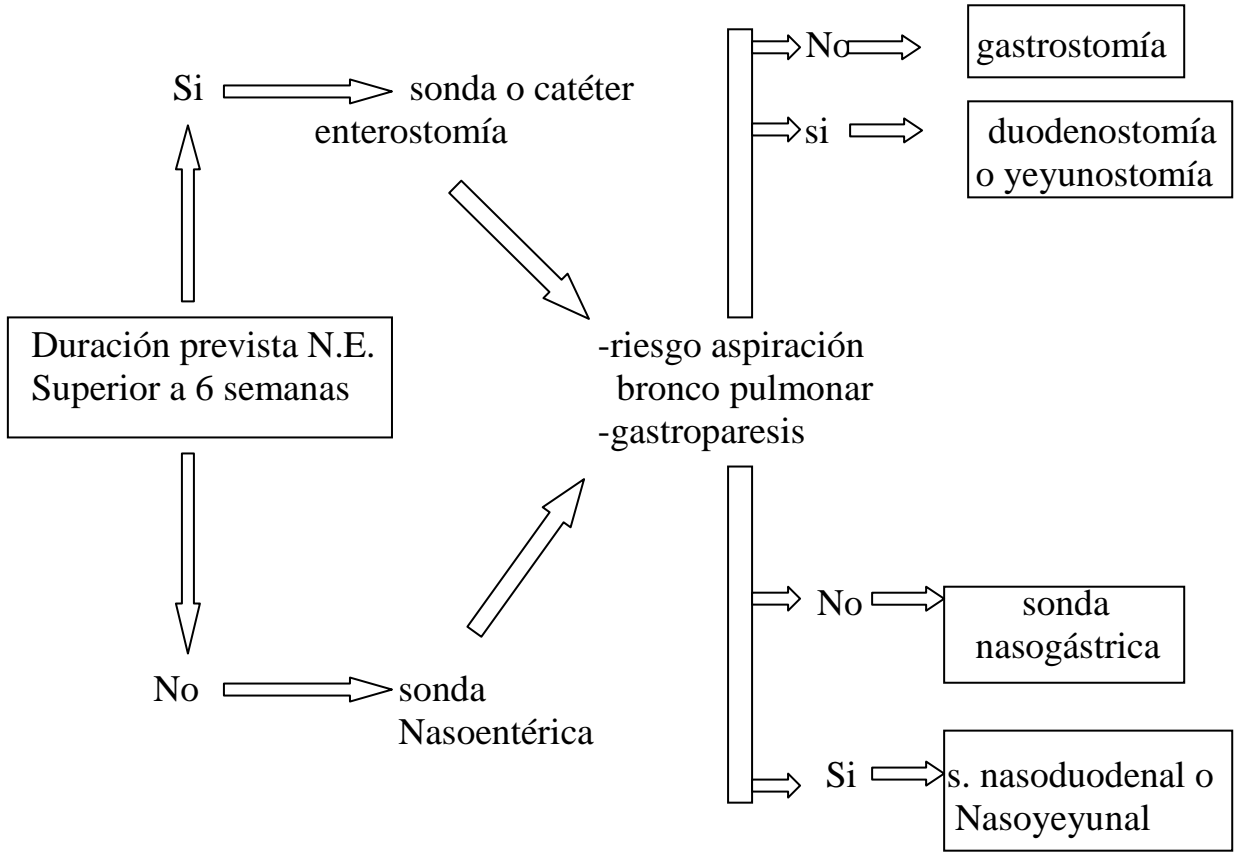 No
gastrostomía
Si
sonda o catéter
enterostomía
si
duodenostomía
o yeyunostomía
Duración prevista N.E.
Superior a 6 semanas
-riesgo aspiración
bronco pulmonar
-gastroparesis
No
sonda
nasogástrica
No
sonda
Nasoentérica
Si
s. nasoduodenal o
Nasoyeyunal